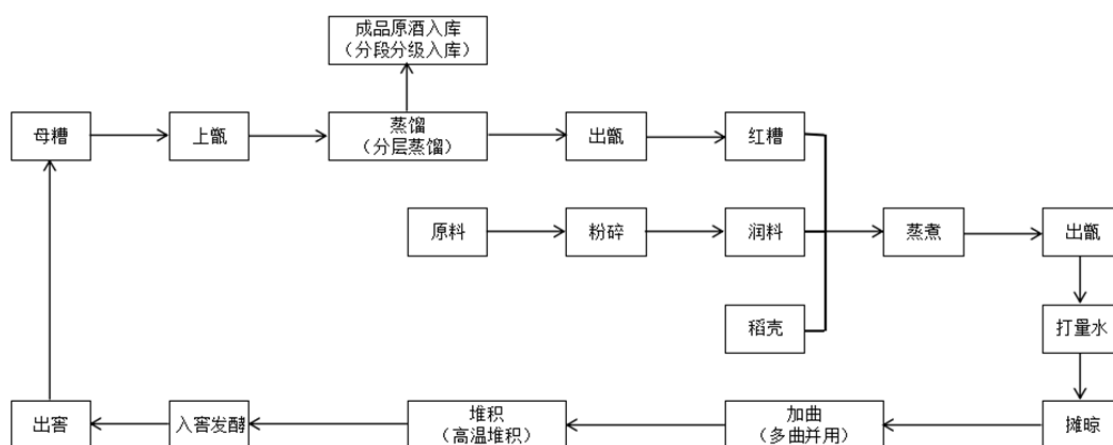 成品原酒入库
（分段分级入库）
母糟
上甑
蒸馏
（分层蒸馏）
出甑
红糟
原料
粉碎
润料
蒸煮
出甑
稻壳
打量水
出窖
入窖发酵
堆积
（高温堆积）
加曲
（多曲并用）
摊晾